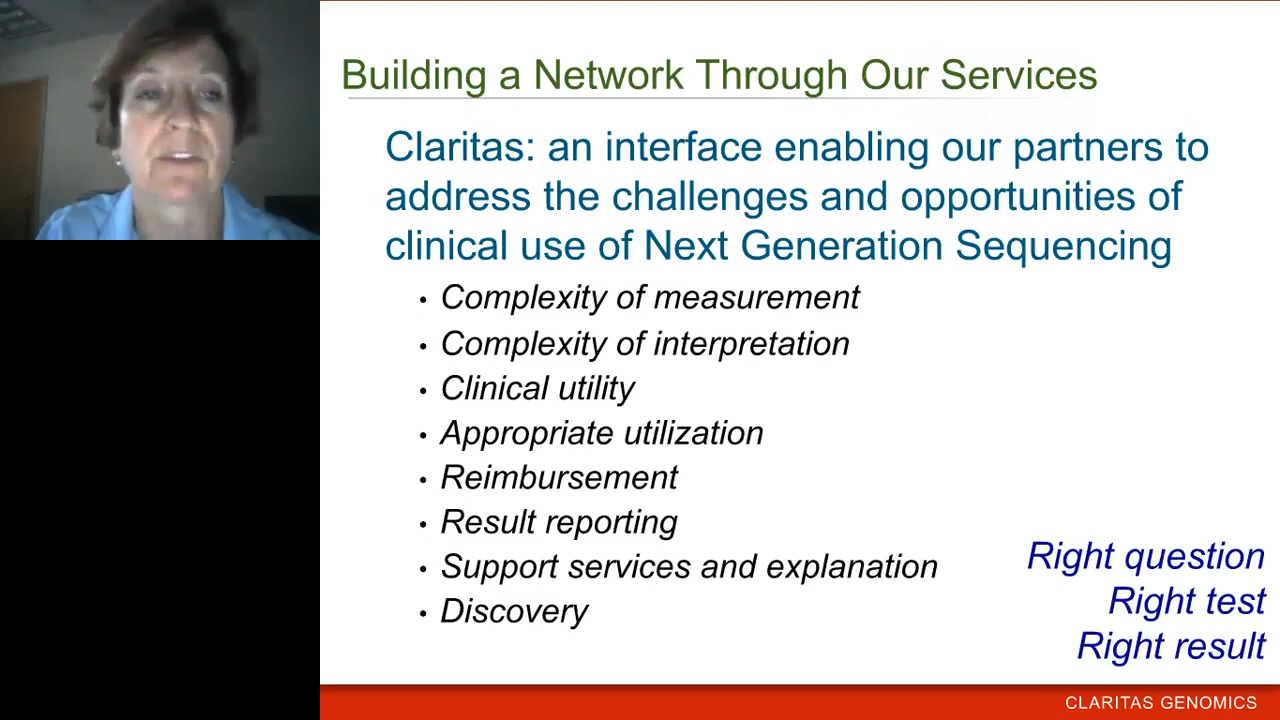 Building a Network Through Our Services
Claritas: an interface enabling our partners to
address the challenges and opportunities of
clinical use of Next Generation Sequencing
• Complexity of measurement
• Complexity of interpretation
• Clinical utility
• Appropriate utilization
• Reimbursement
• Result reporting
• Support services and explanation
• Discovery
Right question
Right test
Right result
CLARITAS GENOMICS